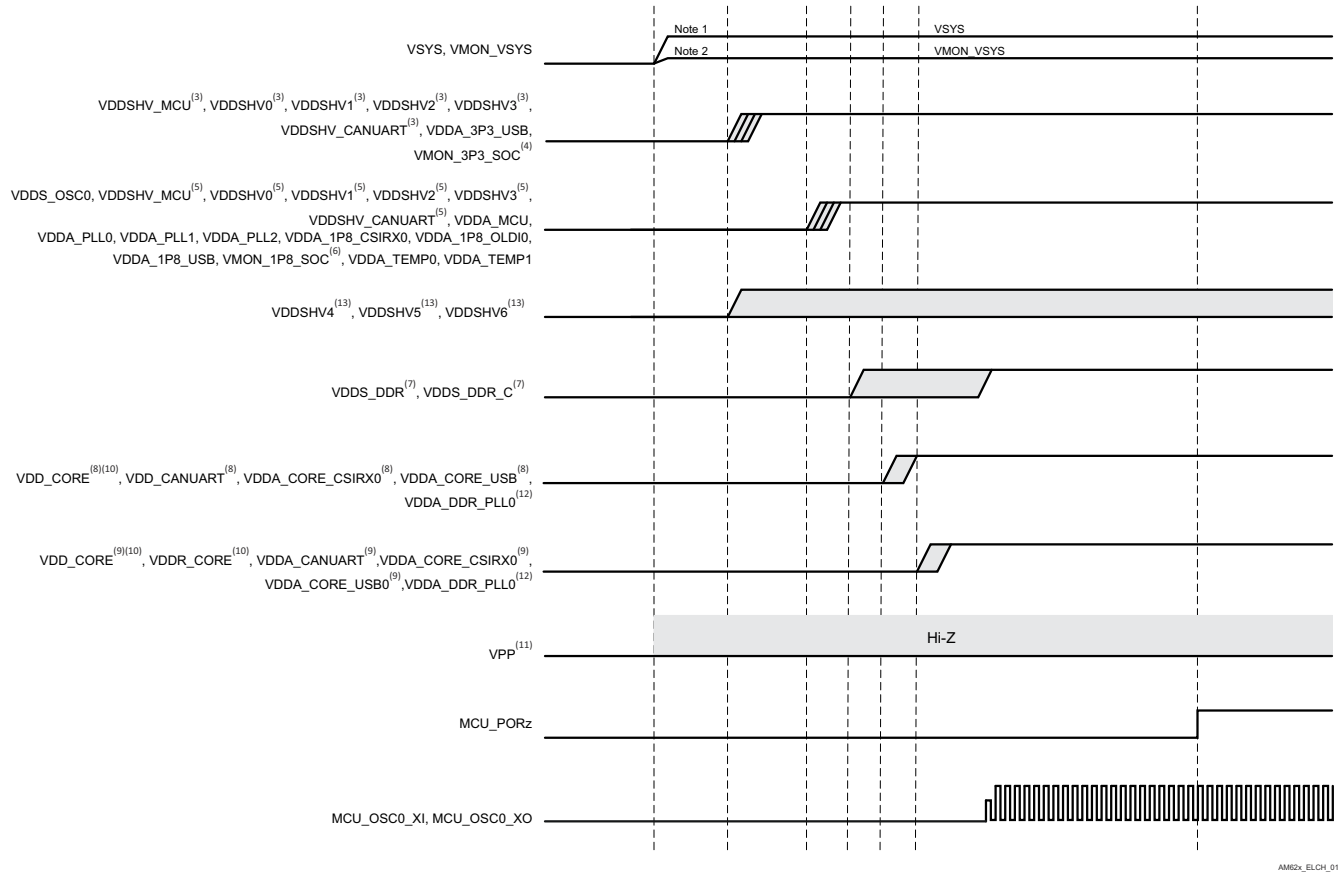 Note 1
VSYS
VSYS, VMON_VSYS
Note 2
VMON_VSYS
VDDSHV_MCU(3), VDDSHV0(3), VDDSHV1(3), VDDSHV2(3), VDDSHV3(3),
VDDSHV_CANUART(3), VDDA_3P3_USB,
VMON_3P3_SOC(4)
VDDS_OSC0, VDDSHV_MCU(5), VDDSHV0(5), VDDSHV1(5), VDDSHV2(5), VDDSHV3(5),
VDDSHV_CANUART(5), VDDA_MCU,
VDDA_PLL0, VDDA_PLL1, VDDA_PLL2, VDDA_1P8_CSIRX0, VDDA_1P8_OLDI0,
VDDA_1P8_USB, VMON_1P8_SOC(6), VDDA_TEMP0, VDDA_TEMP1
VDDSHV4(13), VDDSHV5(13), VDDSHV6(13)
VDDS_DDR(7), VDDS_DDR_C(7)
VDD_CORE(8)(10), VDD_CANUART(8), VDDA_CORE_CSIRX0(8), VDDA_CORE_USB(8),
VDDA_DDR_PLL0(12)
VDD_CORE(9)(10), VDDR_CORE(10), VDDA_CANUART(9),VDDA_CORE_CSIRX0(9),
VDDA_CORE_USB0(9),VDDA_DDR_PLL0(12)
Hi-Z
VPP(11)
MCU_PORz
MCU_OSC0_XI, MCU_OSC0_XO
AM62x_ELCH_01